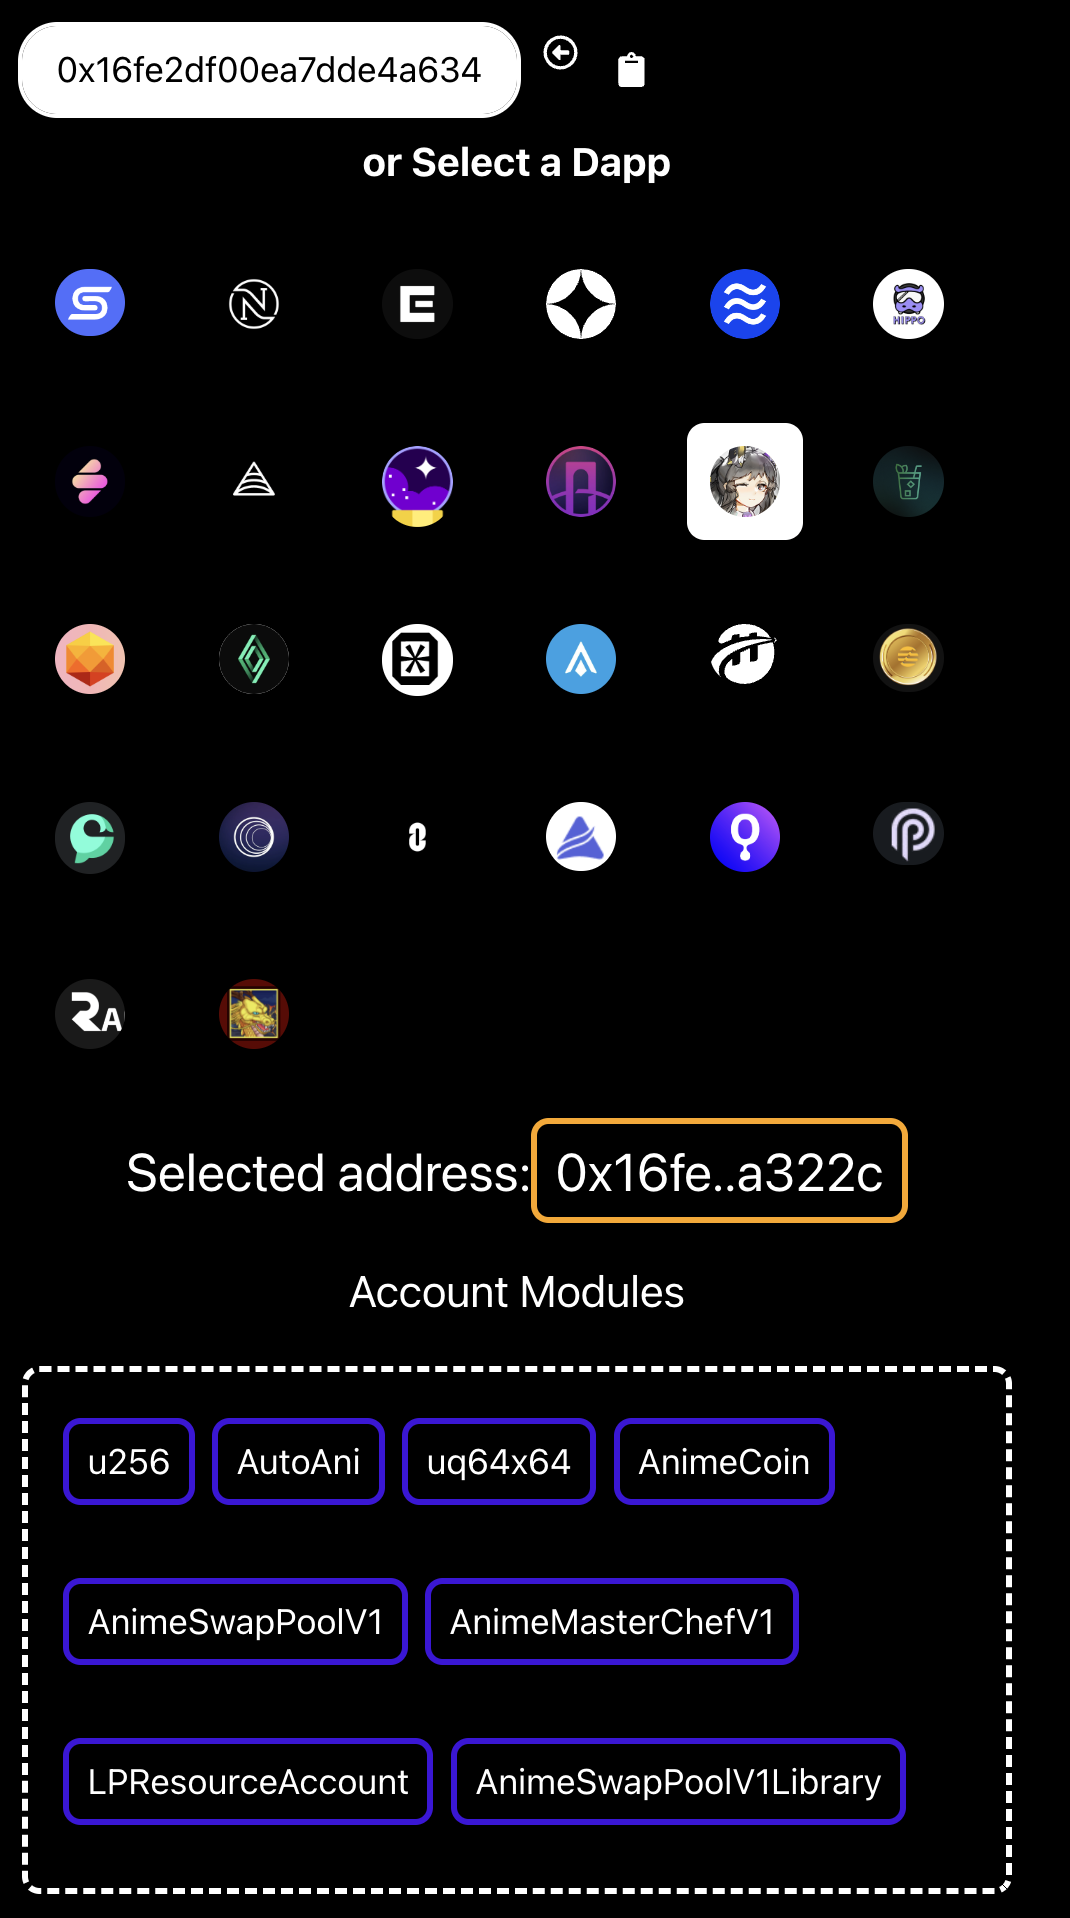 0x16fe2df00ea7dde4a634
or Select a Dapp
HIPPO
Selected address: 0x16fe..a322c
Account Modules
u256 AutoAni uq64x64 AnimeCoin
AnimeSwapPoolV1 AnimeMasterChefV1
LPResourceAccount AnimeSwapPoolV1Library